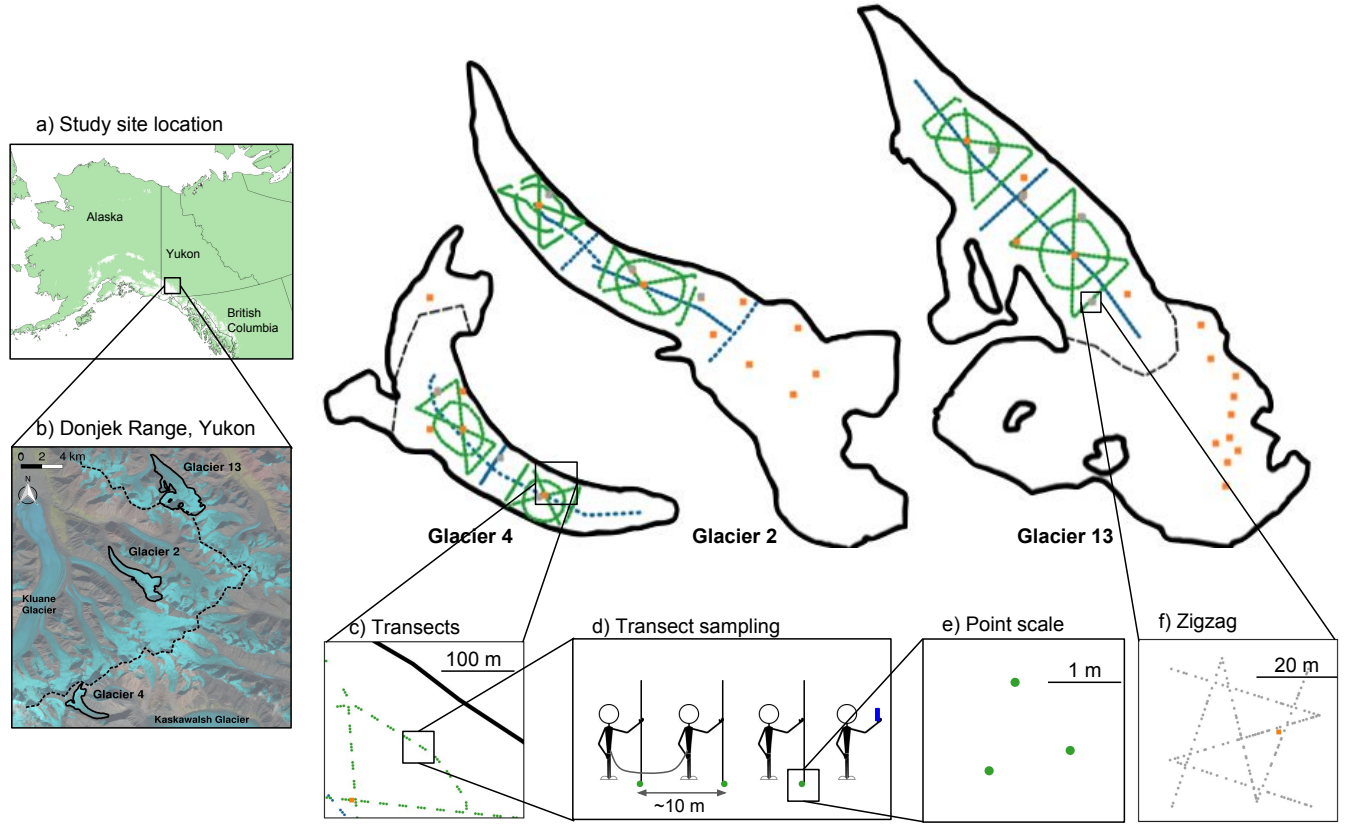 a) Study site location
Alaska
Yukon
British
Columbia
b) Donjek Range, Yukon
0 2 4 km
N
Glacier 13
Glacier 2
Kluane
Glacier
Glacier 4
Kaskawalsh Glacier
Glacier 4
Glacier 2
Glacier 13
c) Transects
100 m
d) Transect sampling
~10 m
e) Point scale
1 m
f) Zigzag
20 m